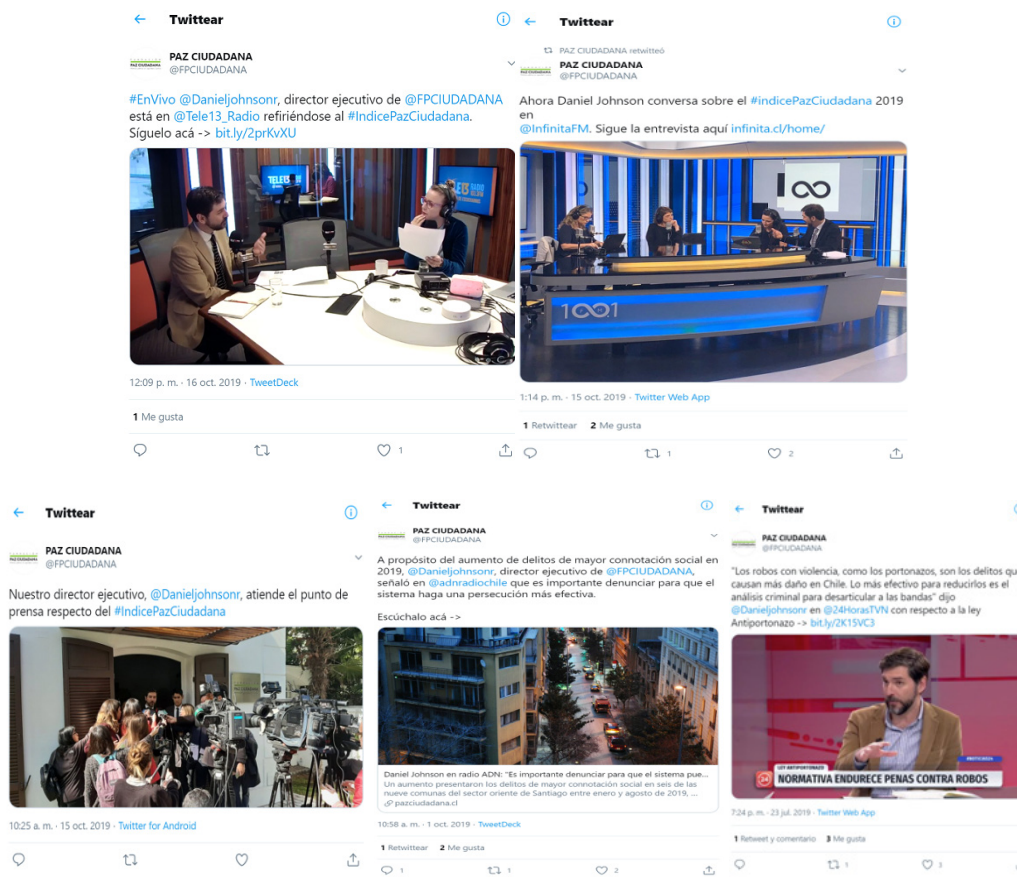 Twittear
PAZ CIUDADANA
@FPCIUDADANA
#EnVivo @Danieljohnsonr, director ejecutivo de @FPCIUDADANA
está en @Tele13_Radio refiriéndose al #IndicePazCiudadana.
Síguelo acá -> bit.ly/2prKvXU
TELE13
TELE13 RADIO
12:09 p. m. · 16 oct. 2019 · TweetDeck
1 Me gusta
1
Twittear
PAZ CIUDADANA retwitteó
PAZ CIUDADANA
@FPCIUDADANA
Ahora Daniel Johnson conversa sobre el #indicePazCiudadana 2019
en
@InfinitaFM. Sigue la entrevista aquí infinita.cl/home/
1:14 p. m. · 15 oct. 2019 · Twitter Web App
1 Retwittear 2 Me gusta
1 2
Twittear
PAZ CIUDADANA
@FPCIUDADANA
Nuestro director ejecutivo, @Danieljohnsonr, atiende el punto de
prensa respecto del #IndicePazCiudadana
10:25 a. m. · 15 oct. 2019 · Twitter for Android
Twittear
PAZ CIUDADANA
@FPCIUDADANA
A propósito del aumento de delitos de mayor connotación social en
2019, @Danieljohnsonr, director ejecutivo de @FPCIUDADANA,
señaló en @adnradiochile que es importante denunciar para que el
sistema haga una persecución más efectiva.
Escúchalo acá ->
Daniel Johnson en radio ADN: "Es importante denunciar para que el sistema pue...
Un aumento presentaron los delitos de mayor connotación social en seis de las
nueve comunas del sector oriente de Santiago entre enero y agosto de 2019, ...
pazciudadana.cl
10:58 a. m. · 1 oct. 2019 · TweetDeck
1 Retwittear 2 Me gusta
1 1 2
Twittear
PAZ CIUDADANA
@FPCIUDADANA
"Los robos con violencia, como los portonazos, son los delitos qu
causan más daño en Chile. Lo más efectivo para reducirlos es el
análisis criminal para desarticular a las bandas" dijo
@Danieljohnsonr en @24HorasTVN con respecto a la ley
Antiportonazo -> bit.ly/2K15VC3
LEY ANTIPORTONAZO
24 NORMATIVA ENDURECE PENAS CONTRA ROBOS
7:24 p. m. · 23 jul. 2019 · Twitter Web App
1 Retweet y comentario 3 Me gusta
1 3